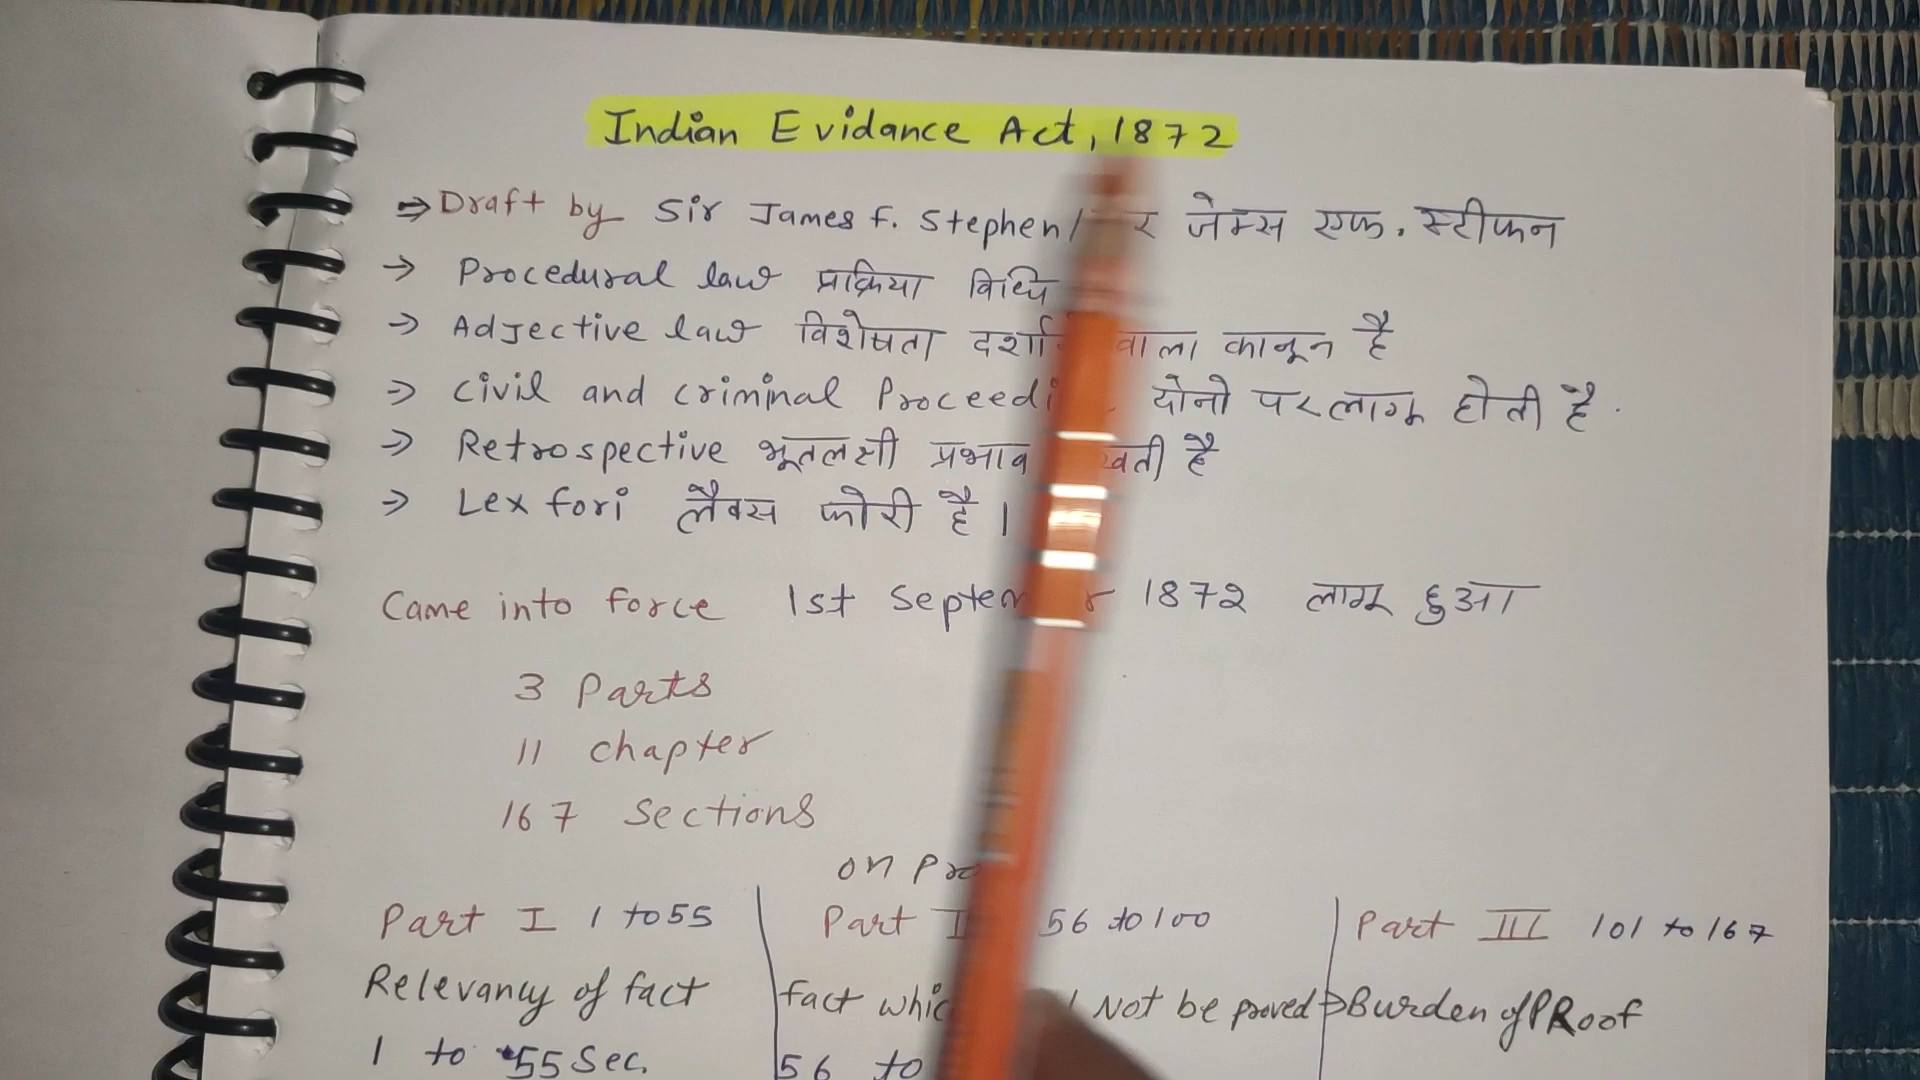 Indian Evidance Act, 1872
⇒ Draft by Sir James F. Stephen/ जेम्स एफ. स्टीफन
→ Procedural law प्रक्रिया विधि
→ Adjective law विशेषता वाला कानून है
⇒ Civil and criminal दोनो पर लागू होती है.
⇒ Retrospective भूतलक्षी प्रभाव है
⇒ Lex fori लैक्स फोरी है ।
Came into force 1st 1872 लागू हुआ
3 Parts
11 chapter
167 Sections
on
Part I 1 to 55
Relevancy of fact
1 to 55 Sec.
Part 56 to 100
fact Not be proved
56 to
Part III 101 to 167
Burden of PRoof